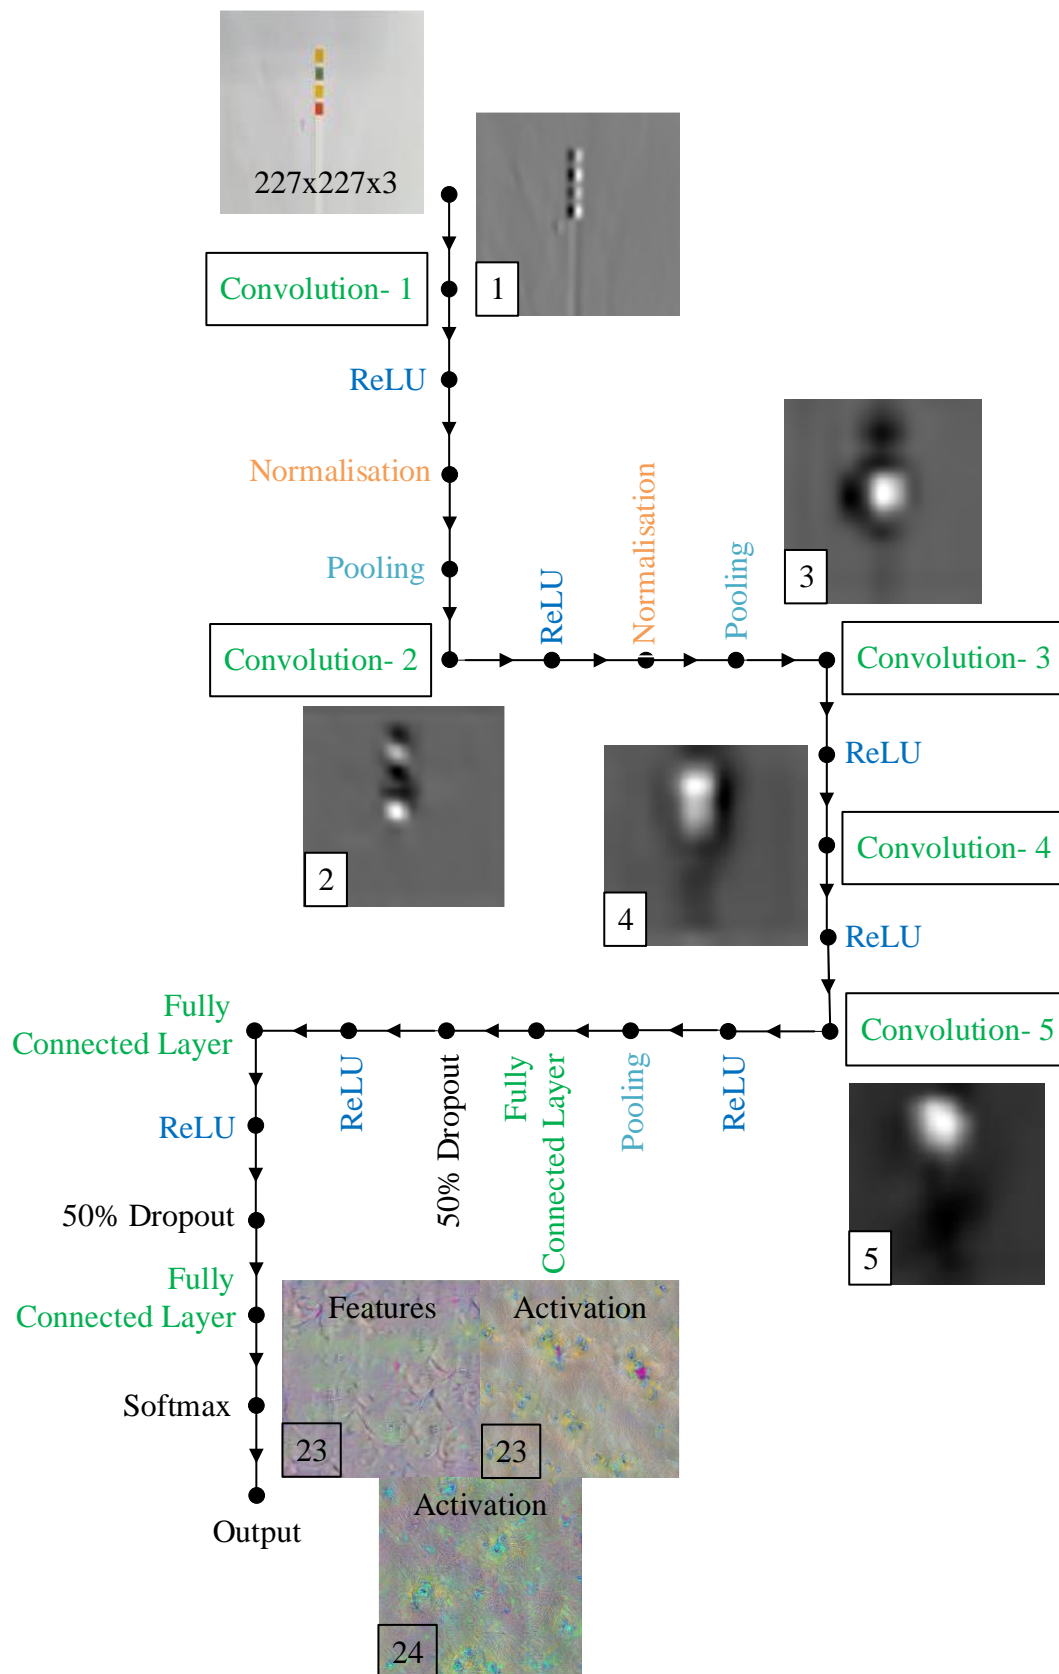 227x227x3
1
Convolution- 1
ReLU
Normalisation
Pooling
Convolution- 2
2
ReLU
Normalisation
Pooling
3
Convolution- 3
ReLU
4
Convolution- 4
ReLU
Convolution- 5
5
ReLU
Pooling
Fully
Connected Layer
50% Dropout
ReLU
Fully
Connected Layer
ReLU
50% Dropout
Fully
Connected Layer
Softmax
Output
Features
23
Activation
23
Activation
24